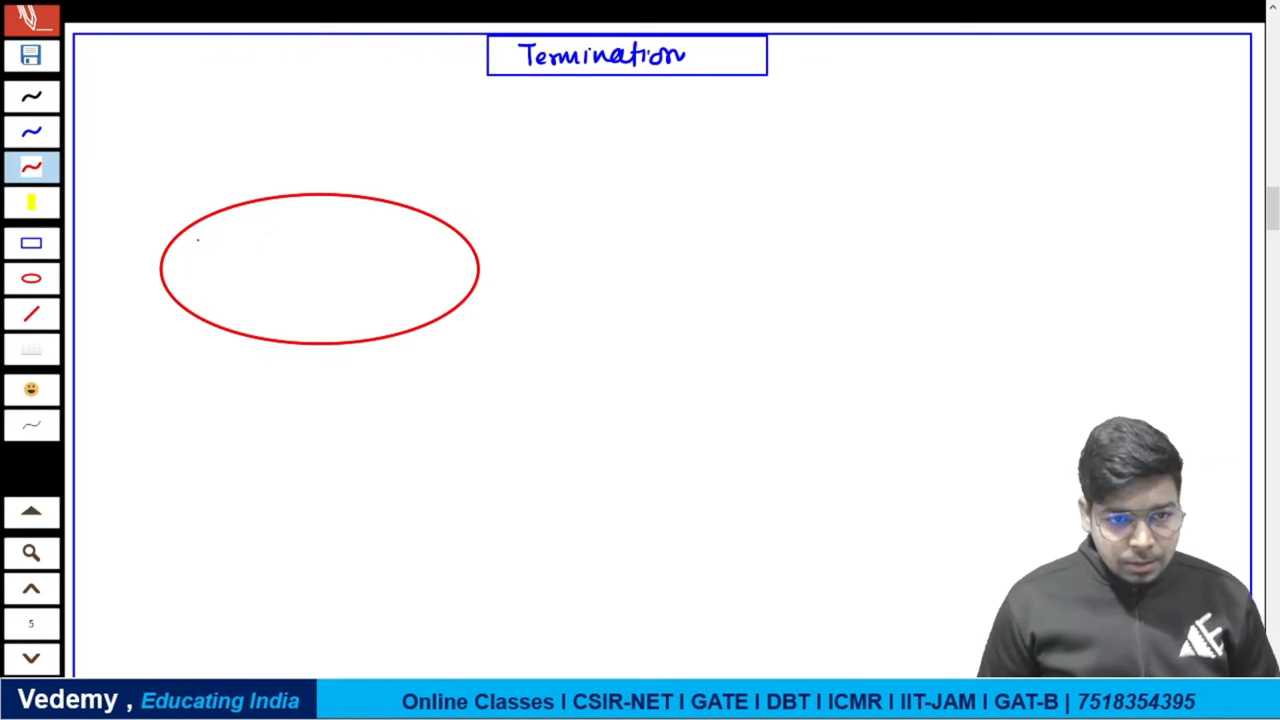 Termination
5
Vedemy , Educating India
Online Classes I CSIR-NET I GATE I DBT I ICMR I IIT-JAM I GAT-B | 7518354395